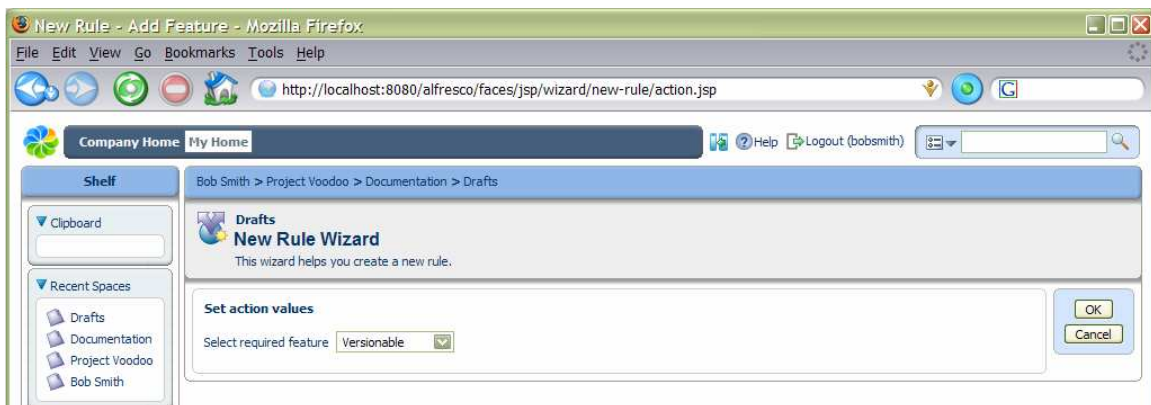 New Rule - Add Feature - Mozilla Firefox
File Edit View Go Bookmarks Tools Help
http://localhost:8080/alfresco/faces/jsp/wizard/new-rule/action.jsp
G
Company Home My Home
Help Logout (bobsmith)
Shelf
Bob Smith > Project Voodoo > Documentation > Drafts
Clipboard
Drafts
New Rule Wizard
This wizard helps you create a new rule.
Recent Spaces
Drafts
Documentation
Project Voodoo
Bob Smith
Set action values
Select required feature Versionable
OK
Cancel